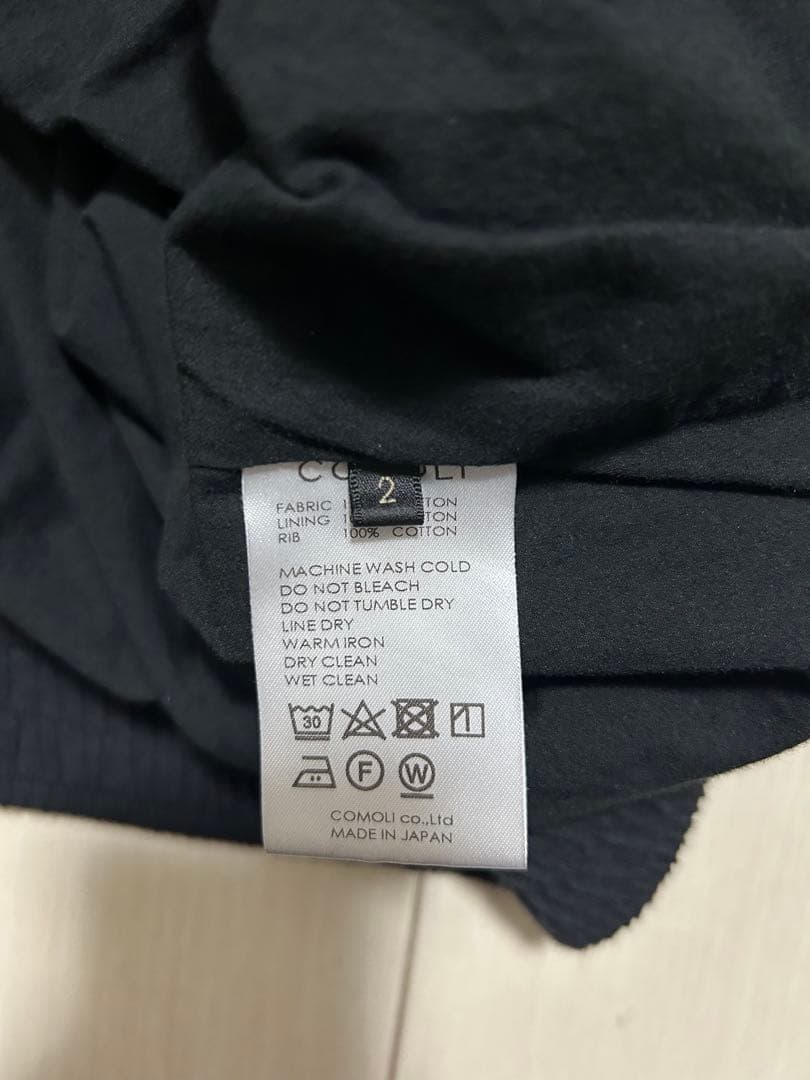 2
FABRIC
LINING
RIB 100% COTTON
MACHINE WASH COLD
DO NOT BLEACH
DO NOT TUMBLE DRY
LINE DRY
WARM IRON
DRY CLEAN
WET CLEAN
30
F W
COMOLI co.,Ltd
MADE IN JAPAN